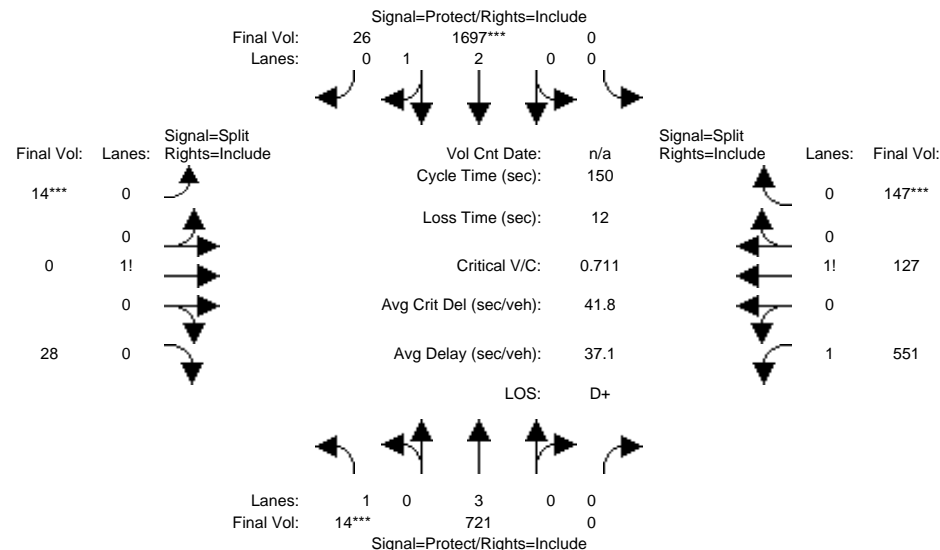 Signal=Protect/Rights=Include
Final Vol: 26 1697*** 0
Lanes: 0 1 2 0 0
Signal=Split Signal=Split
Final Vol: Lanes: Rights=Include Vol Cnt Date: n/a Rights=Include Lanes: Final Vol:
Cycle Time (sec): 150
14*** 0 0 147***
Loss Time (sec): 12
0 0
0 1! Critical V/C: 0.711 1! 127
0 Avg Crit Del (sec/veh): 41.8 0
28 0 Avg Delay (sec/veh): 37.1 1 551
LOS: D+
Lanes: 1 0 3 0 0
Final Vol: 14*** 721 0
Signal=Protect/Rights=Include